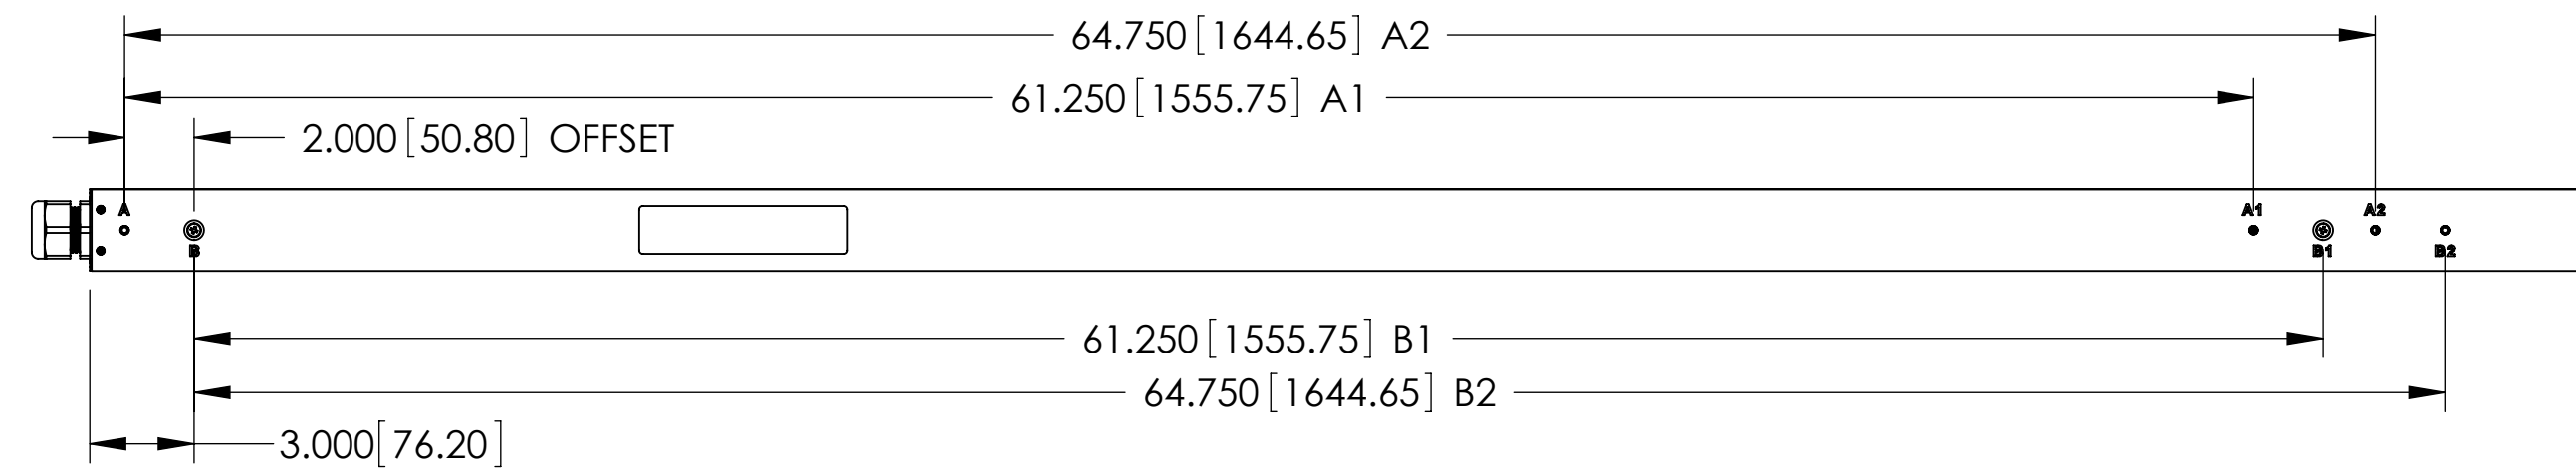 64.750[1644.65] A2
61.250[1555.75] A1
2.000[50.80] OFFSET
A A1 A2
B B1 B2
61.250[1555.75] B1
64.750[1644.65] B2
3.000[76.20]